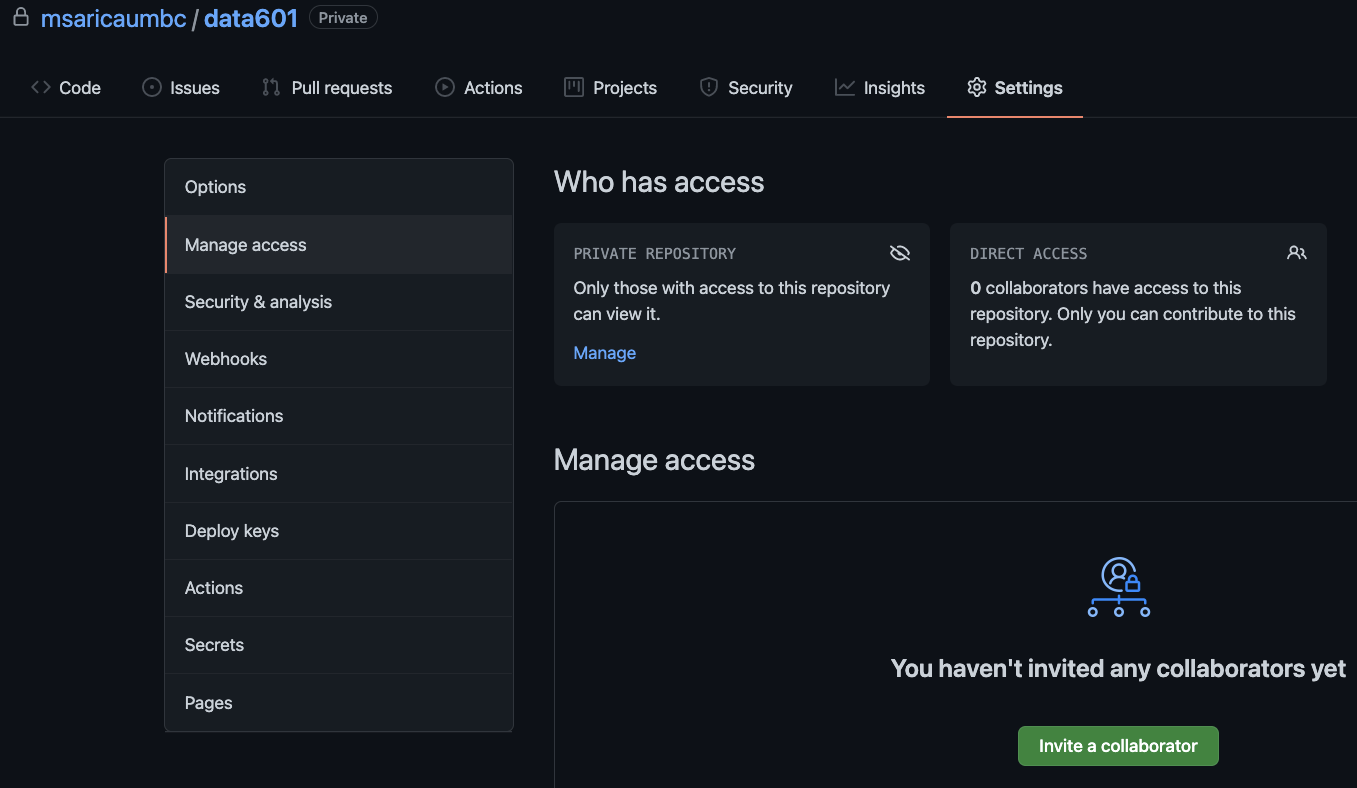 msaricaumbc / data601 Private
Code Issues Pull requests Actions Projects Security Insights Settings
Options
Manage access
Security & analysis
Webhooks
Notifications
Integrations
Deploy keys
Actions
Secrets
Pages
Who has access
PRIVATE REPOSITORY
Only those with access to this repository
can view it.
Manage
DIRECT ACCESS
0 collaborators have access to this
repository. Only you can contribute to this
repository.
Manage access
You haven't invited any collaborators yet
Invite a collaborator